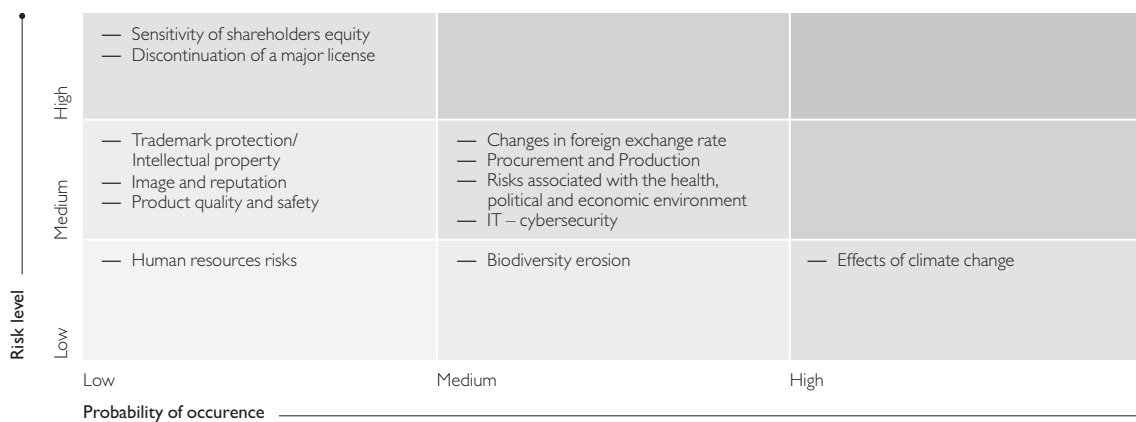 — Sensitivity of shareholders equity
— Discontinuation of a major license
High
— Trademark protection/
Intellectual property
— Image and reputation
— Product quality and safety
— Changes in foreign exchange rate
— Procurement and Production
— Risks associated with the health,
political and economic environment
— IT – cybersecurity
Medium
— Human resources risks
— Biodiversity erosion
— Effects of climate change
Low
Risk level
Low
Medium
High
Probability of occurence